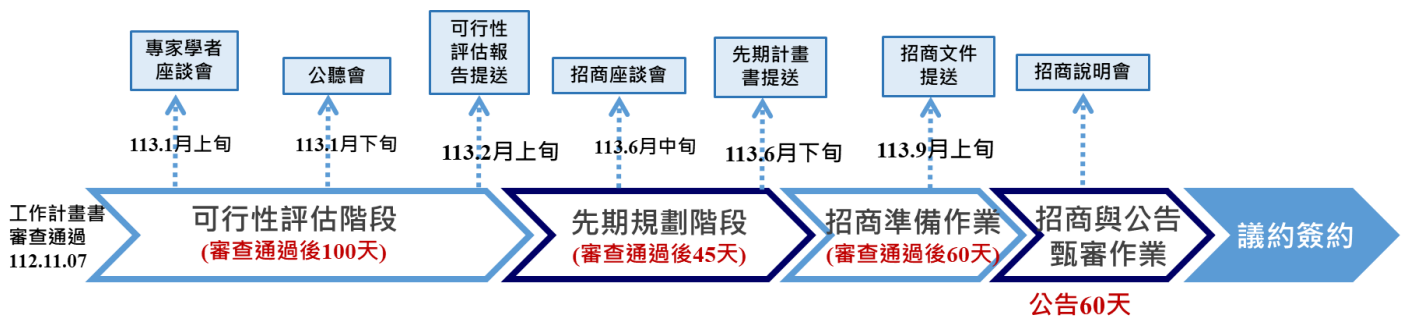 專家學者
座談會
公聽會
可行性
評估報
告提送
招商座談會
先期計畫
書提送
招商文件
提送
招商說明會
113.1月上旬
113.1月下旬
113.2月上旬
113.6月中旬
113.6月下旬
113.9月上旬
工作計畫書
審查通過
112.11.07
可行性評估階段
(審查通過後100天)
先期規劃階段
(審查通過後45天)
招商準備作業
(審查通過後60天)
招商與公告
甄審作業
議約簽約
公告60天